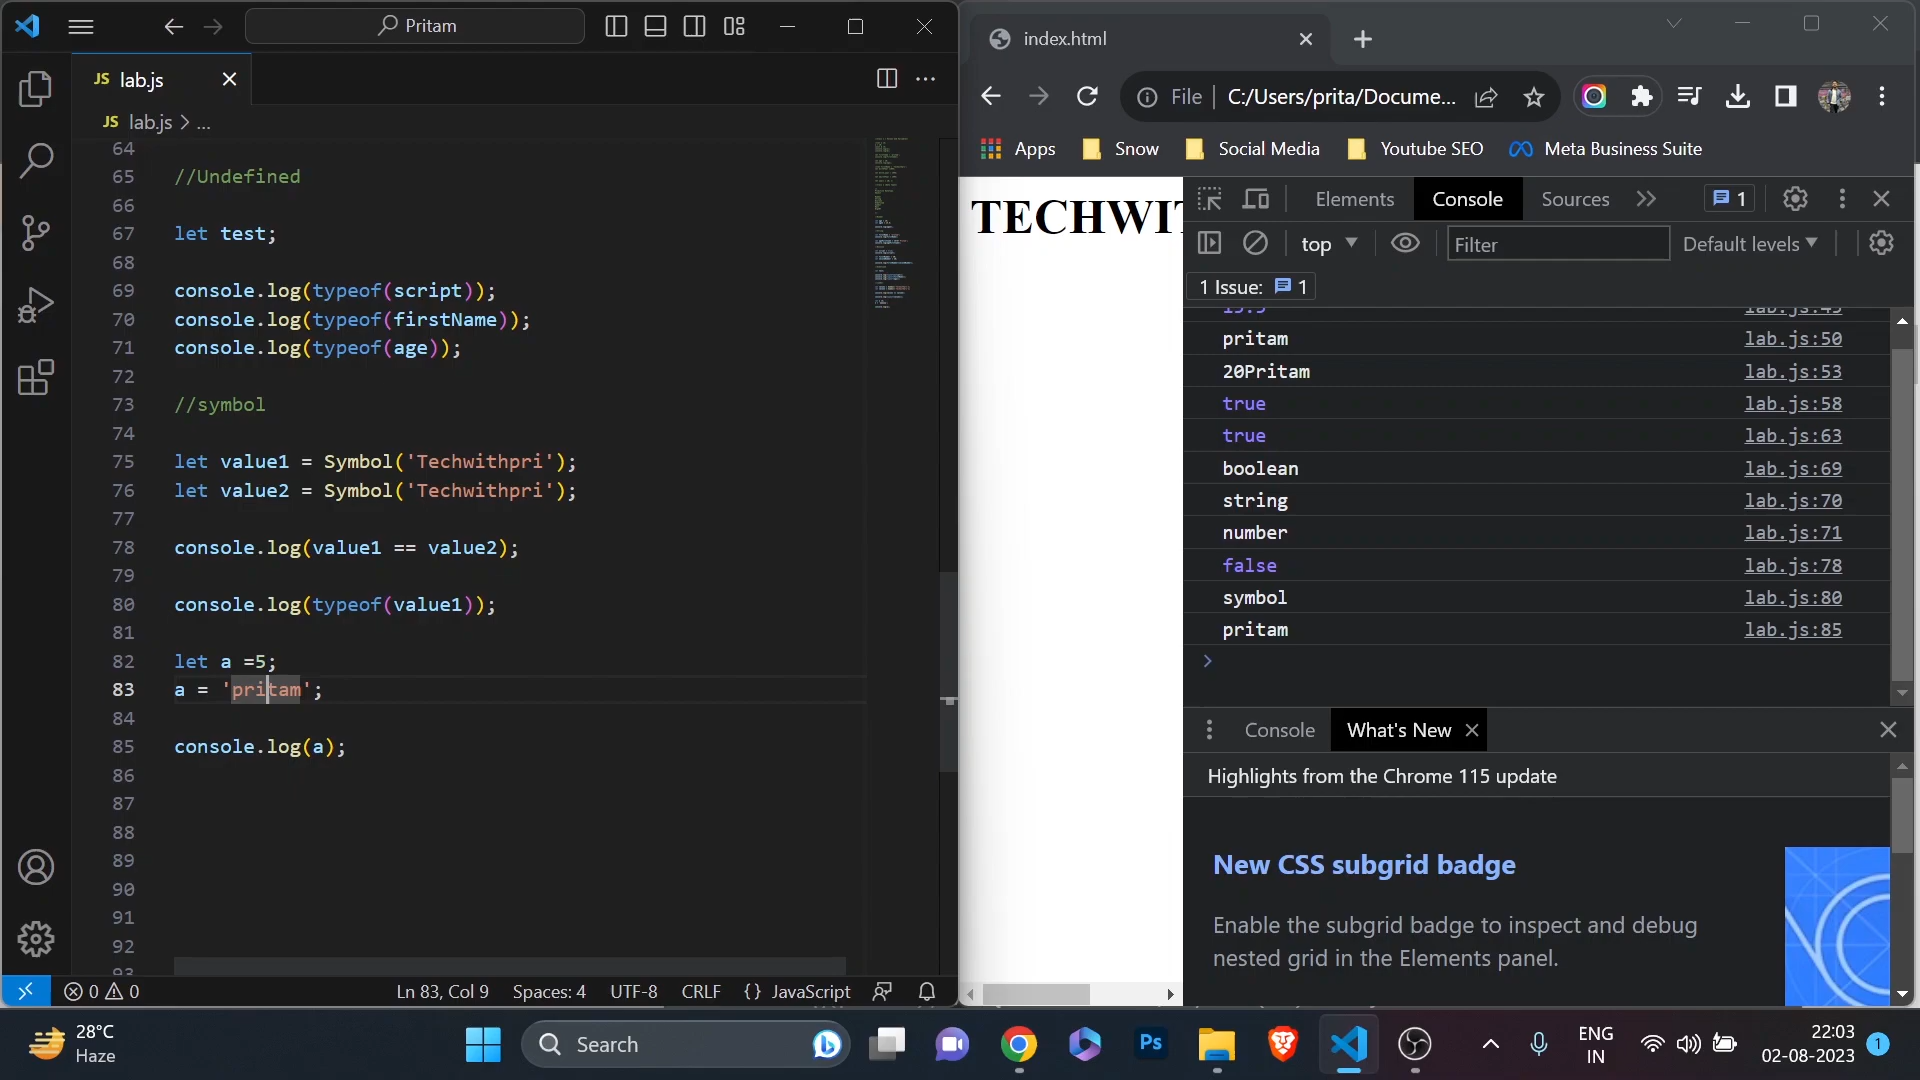 Pritam
JS lab.js
JS lab.js > ...
64
65 //Undefined
66
67 let test;
68
69 console.log(typeof(script));
70 console.log(typeof(firstName));
71 console.log(typeof(age));
72
73 //symbol
74
75 let value1 = Symbol('Techwithpri');
76 let value2 = Symbol('Techwithpri');
77
78 console.log(value1 == value2);
79
80 console.log(typeof(value1));
81
82 let a =5;
83 a = 'pritam';
84
85 console.log(a);
86
87
88
89
90
91
92
93
0 0
Ln 83, Col 9 Spaces: 4 UTF-8 CRLF {} JavaScript
index.html
File C:/Users/prita/Docume...
Apps Snow Social Media Youtube SEO Meta Business Suite
TECHWIT
Elements Console Sources 1
top Filter Default levels
1 Issue: 1
pritam lab.js:50
20Pritam lab.js:53
true lab.js:58
true lab.js:63
boolean lab.js:69
string lab.js:70
number lab.js:71
false lab.js:78
symbol lab.js:80
pritam lab.js:85
Console What's New
Highlights from the Chrome 115 update
New CSS subgrid badge
Enable the subgrid badge to inspect and debug
nested grid in the Elements panel.
28°C
Haze
Search
Ps
ENG
IN
22:03
02-08-2023
1